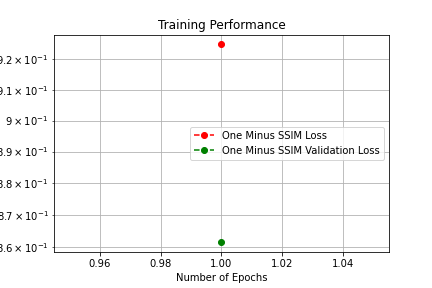 Training Performance
9.2 × 10⁻¹
9.1 × 10⁻¹
9 × 10⁻¹
8.9 × 10⁻¹
8.8 × 10⁻¹
8.7 × 10⁻¹
8.6 × 10⁻¹
One Minus SSIM Loss
One Minus SSIM Validation Loss
0.96 0.98 1.00 1.02 1.04
Number of Epochs